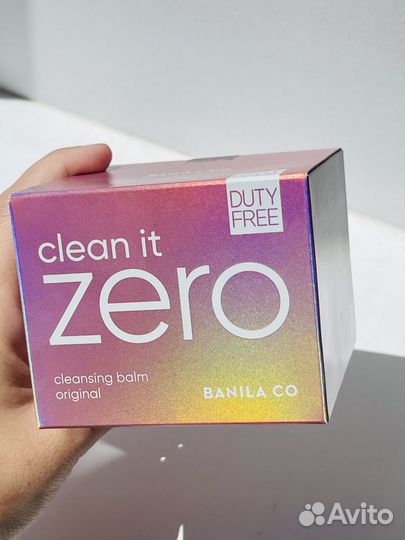 DUTY
FREE
clean it
zero
cleansing balm
original
BANILA CO
Avito